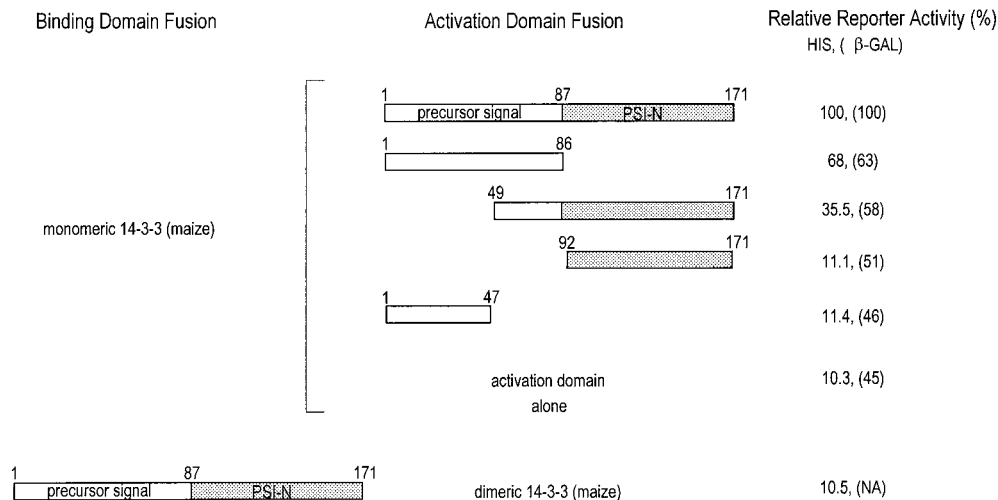 Binding Domain Fusion
Activation Domain Fusion
Relative Reporter Activity (%)
HIS, ( β-GAL)
1 87 171
precursor signal PSI-N
100, (100)
1 86
68, (63)
49 171
35.5, (58)
monomeric 14-3-3 (maize)
92 171
11.1, (51)
1 47
11.4, (46)
activation domain
alone
10.3, (45)
1 87 171
precursor signal PSI-N
dimeric 14-3-3 (maize)
10.5, (NA)